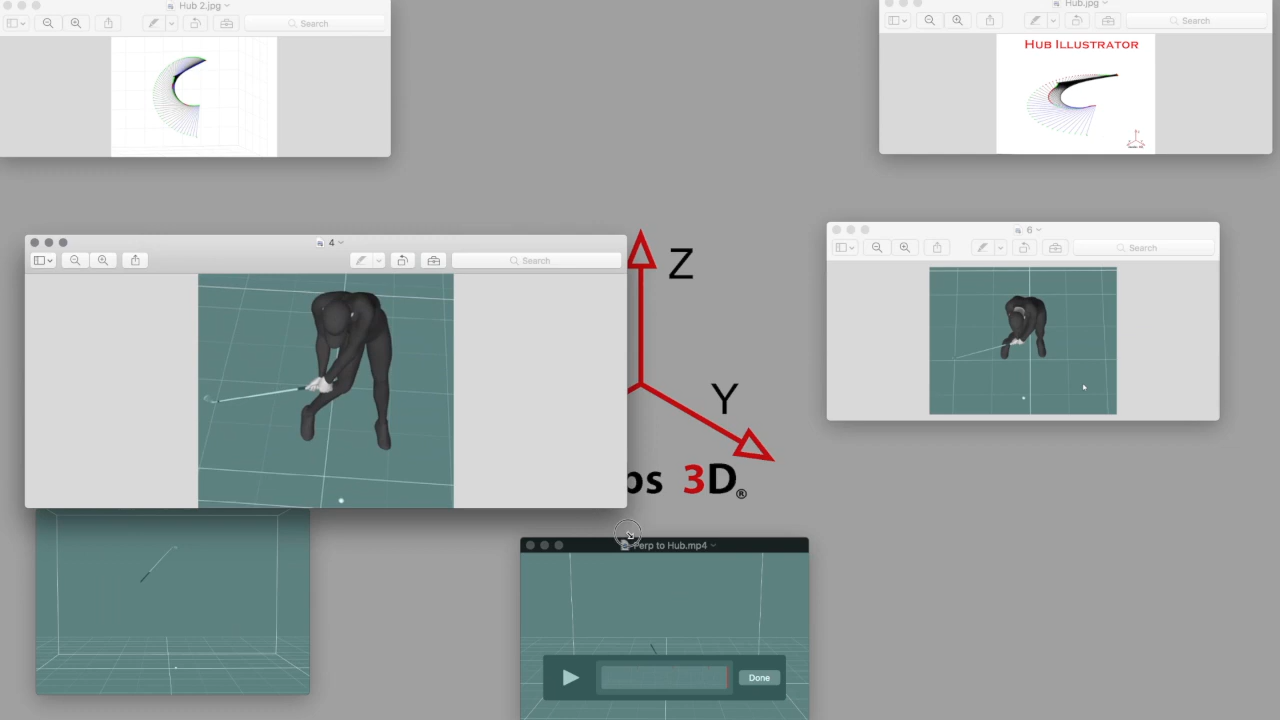 Hub 2.jpg
Search
Hub.jpg
Search
HUB ILLUSTRATOR
4
Search
6
Search
Z
Y
ps 3D®
Perp to Hub.mp4
Done